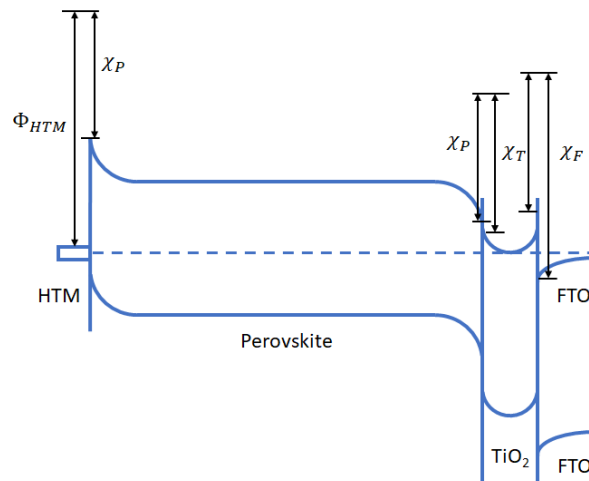 χ_P
Φ_HTM
χ_P
χ_T
χ_F
HTM
FTO
Perovskite
TiO₂
FTO